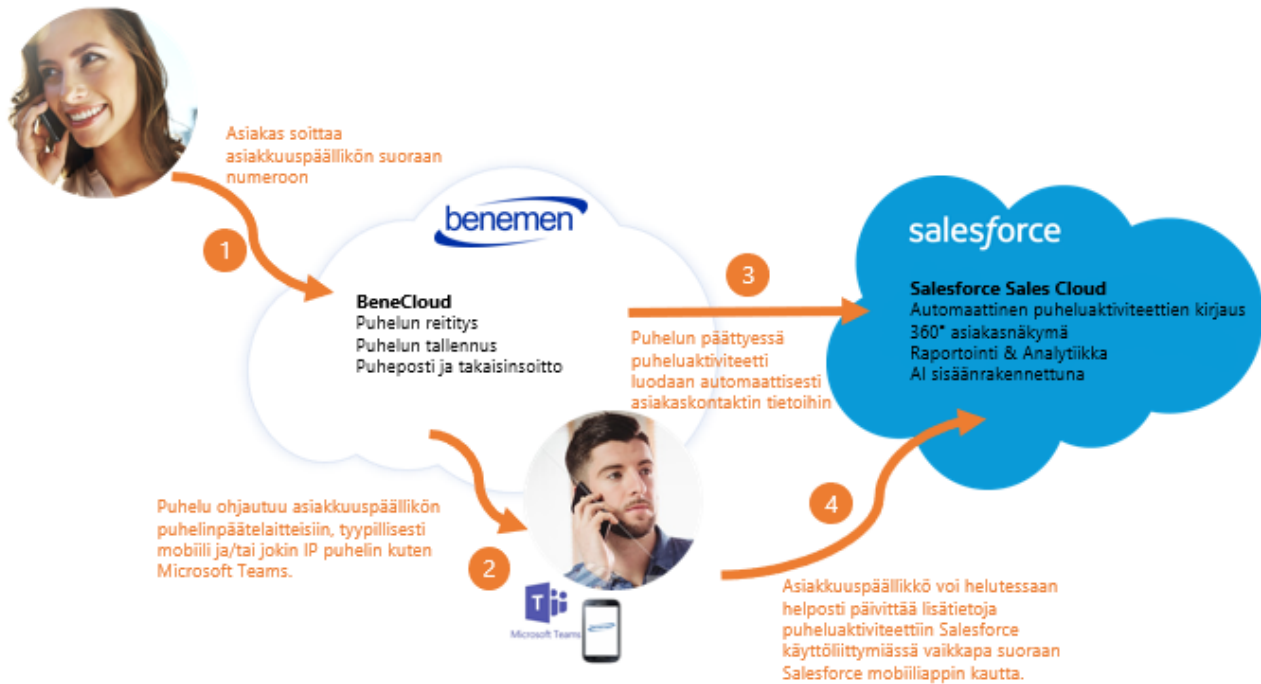 Asiakas soittaa
asiakkuuspäällikön suoraan
numeroon
1
benemen
BeneCloud
Puhelun reititys
Puhelun tallennus
Puheposti ja takaisinsoitto
3
Puhelun päättyessä
puheluaktiviteetti
luodaan automaattisesti
asiakaskontaktin tietoihin
salesforce
Salesforce Sales Cloud
Automaattinen puheluaktiviteettien kirjaus
360° asiakasnäkymä
Raportointi & Analytiikka
AI sisäänrakennettuna
Puhelu ohjautuu asiakkuuspäällikön
puhelinpäätelaitteisiin, tyypillisesti
mobiili ja/tai jokin IP puhelin kuten
Microsoft Teams.
2
T
Microsoft Teams
benemen
4
Asiakkuuspäällikkö voi helutessaan
helposti päivittää lisätietoja
puheluaktiviteettiin Salesforce
käyttöliittymiässä vaikkapa suoraan
Salesforce mobiiliappin kautta.